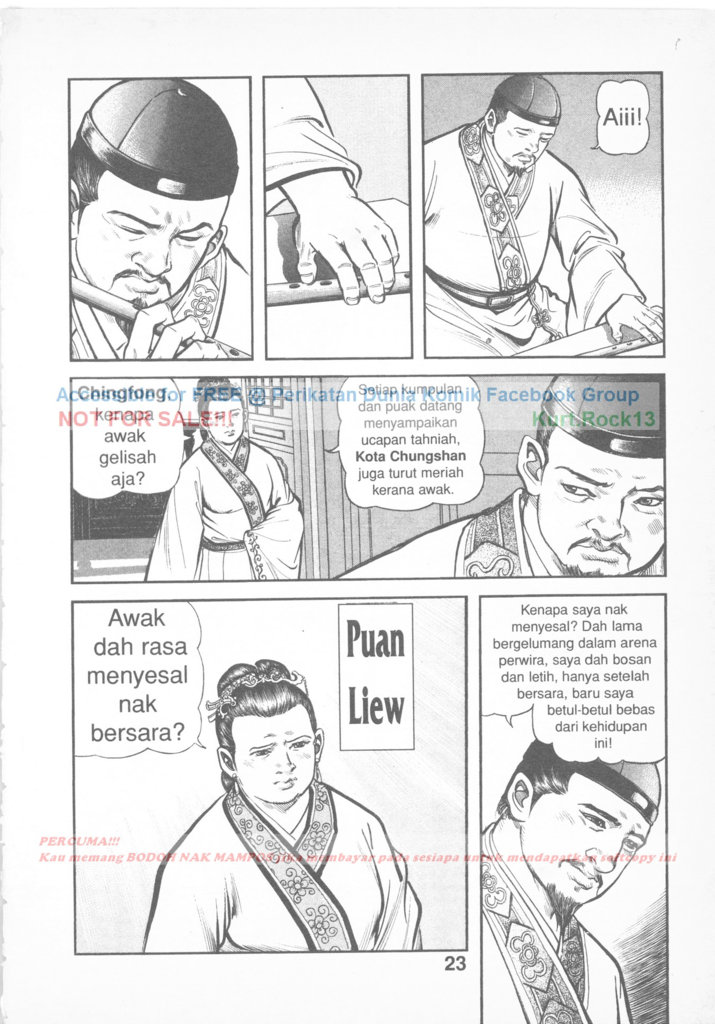 Aiii!
Chingfong,
kenapa
awak
gelisah
aja?
Setiap kumpulan
dan puak datang
menyampaikan
ucapan tahniah,
Kota Chungshan
juga turut meriah
kerana awak.
Accessible for FREE @ Perikatan Dunia Komik Facebook Group
NOT FOR SALE!!! Kurt.Rock13
Awak
dah rasa
menyesal
nak
bersara?
Puan
Liew
Kenapa saya nak
menyesal? Dah lama
bergelumang dalam arena
perwira, saya dah bosan
dan letih, hanya setelah
bersara, baru saya
betul-betul bebas
dari kehidupan
ini!
PERCUMA!!!
Kau memang BODOH NAK MAMPOS jika membayar pada sesiapa untuk mendapatkan softcopy ini
23